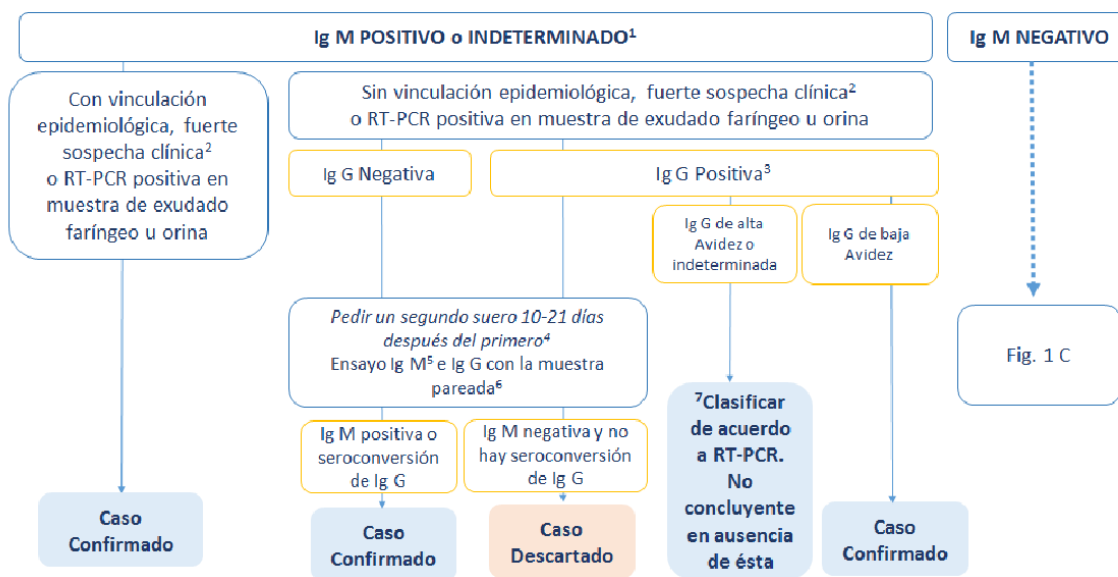 Ig M POSITIVO o INDETERMINADO¹
Ig M NEGATIVO
Con vinculación
epidemiológica, fuerte
sospecha clínica²
o RT-PCR positiva en
muestra de exudado
faríngeo u orina
Sin vinculación epidemiológica, fuerte sospecha clínica²
o RT-PCR positiva en muestra de exudado faríngeo u orina
Ig G Negativa
Ig G Positiva³
Ig G de alta
Avidez o
indeterminada
Ig G de baja
Avidez
Pedir un segundo suero 10-21 días
después del primero⁴
Ensayo Ig M⁵ e Ig G con la muestra
pareada⁶
Fig. 1 C
Ig M positiva o
seroconversión
de Ig G
Ig M negativa y no
hay seroconversión
de Ig G
⁷Clasificar
de acuerdo
a RT-PCR.
No
concluyente
en ausencia
de ésta
Caso
Confirmado
Caso
Confirmado
Caso
Descartado
Caso
Confirmado